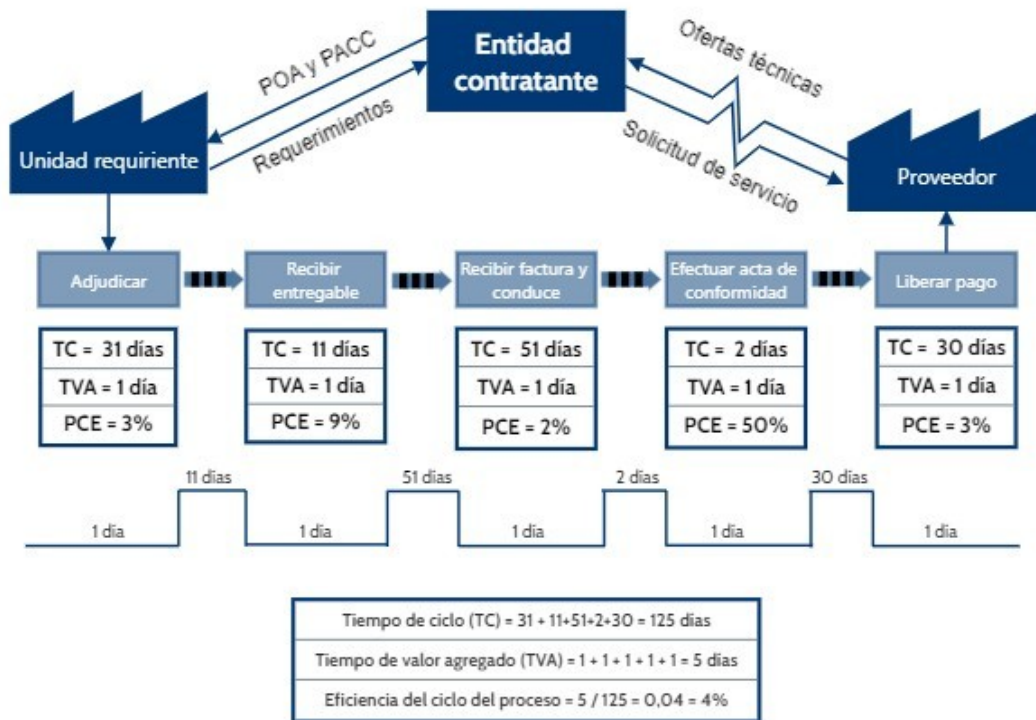 Entidad
contratante
POA y PACC
Requerimientos
Ofertas técnicas
Solicitud de servicio
Unidad requiriente
Proveedor
Adjudicar
Recibir
entregable
Recibir factura y
conduce
Efectuar acta de
conformidad
Liberar pago
TC = 31 días
TVA = 1 día
PCE = 3%
TC = 11 días
TVA = 1 día
PCE = 9%
TC = 51 días
TVA = 1 día
PCE = 2%
TC = 2 días
TVA = 1 día
PCE = 50%
TC = 30 días
TVA = 1 día
PCE = 3%
11 días
51 días
2 días
30 días
1 día
1 día
1 día
1 día
1 día
Tiempo de ciclo (TC) = 31 + 11+51+2+30 = 125 días
Tiempo de valor agregado (TVA) = 1 + 1 + 1 + 1 + 1 = 5 días
Eficiencia del ciclo del proceso = 5 / 125 = 0,04 = 4%